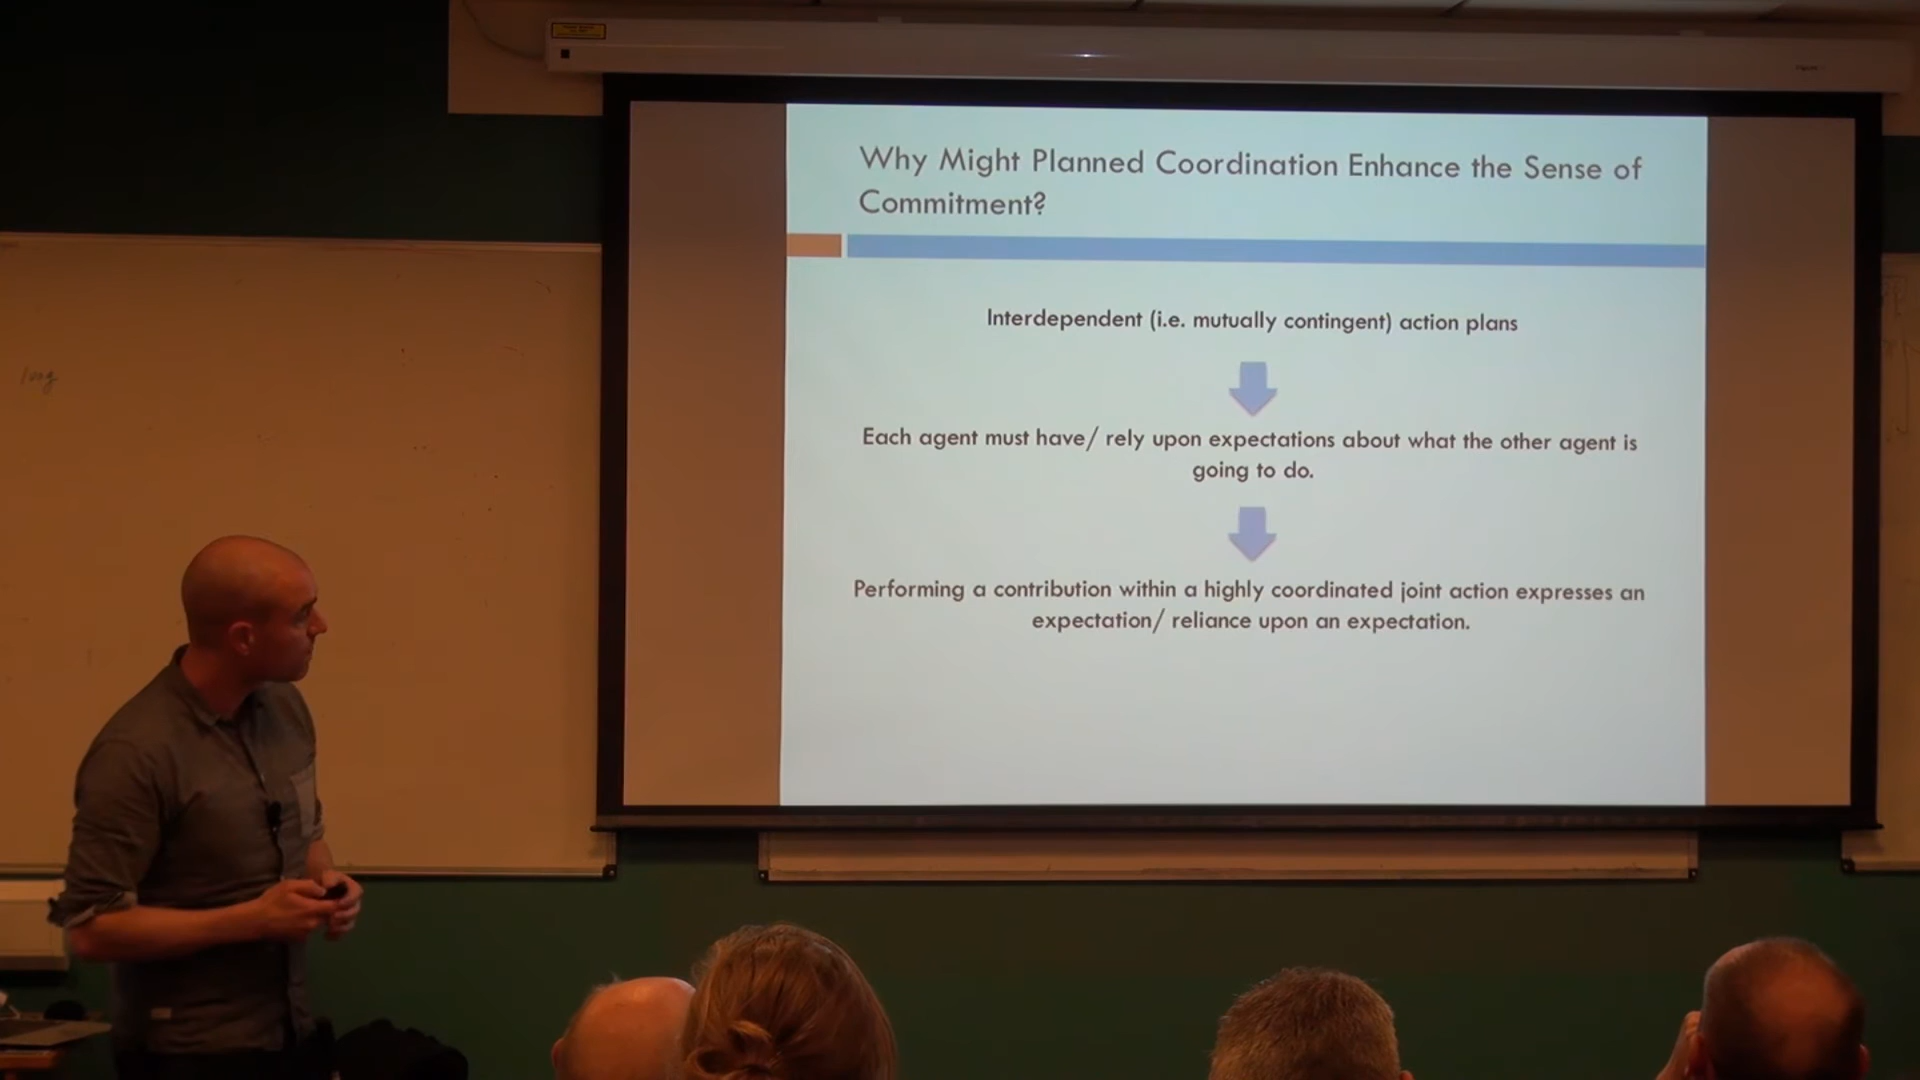 Why Might Planned Coordination Enhance the Sense of
Commitment?
Interdependent (i.e. mutually contingent) action plans
Each agent must have/ rely upon expectations about what the other agent is
going to do.
Performing a contribution within a highly coordinated joint action expresses an
expectation/ reliance upon an expectation.
long